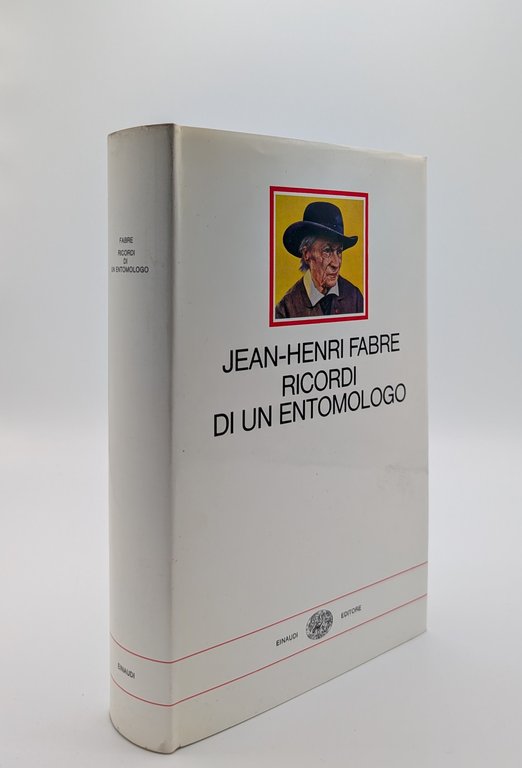 FABRE
RICORDI
DI
UN ENTOMOLOGO
EINAUDI
JEAN-HENRI FABRE
RICORDI
DI UN ENTOMOLOGO
EINAUDI EDITORE